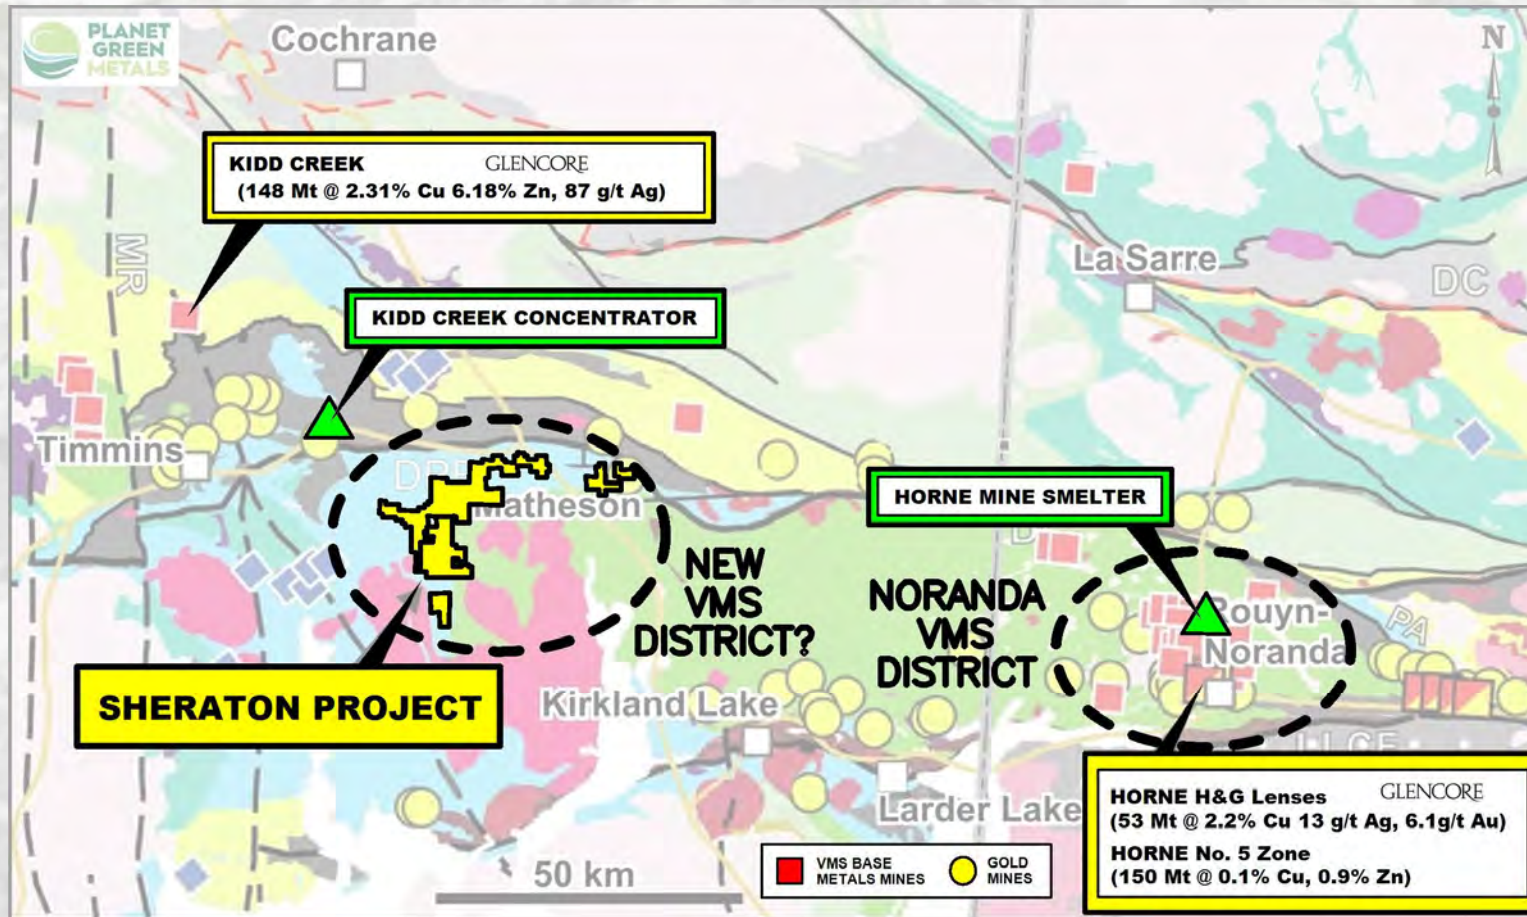 PLANET
GREEN
METALS
Cochrane
N
KIDD CREEK GLENCORE
(148 Mt @ 2.31% Cu 6.18% Zn, 87 g/t Ag)
MR
La Sarre
DC
KIDD CREEK CONCENTRATOR
Timmins
Matheson
HORNE MINE SMELTER
NEW
VMS
DISTRICT?
NORANDA
VMS
DISTRICT
Rouyn-
Noranda
PA
SHERATON PROJECT
Kirkland Lake
Larder Lake
HORNE H&G Lenses GLENCORE
(53 Mt @ 2.2% Cu 13 g/t Ag, 6.1g/t Au)
HORNE No. 5 Zone
(150 Mt @ 0.1% Cu, 0.9% Zn)
50 km
VMS BASE
METALS MINES
GOLD
MINES